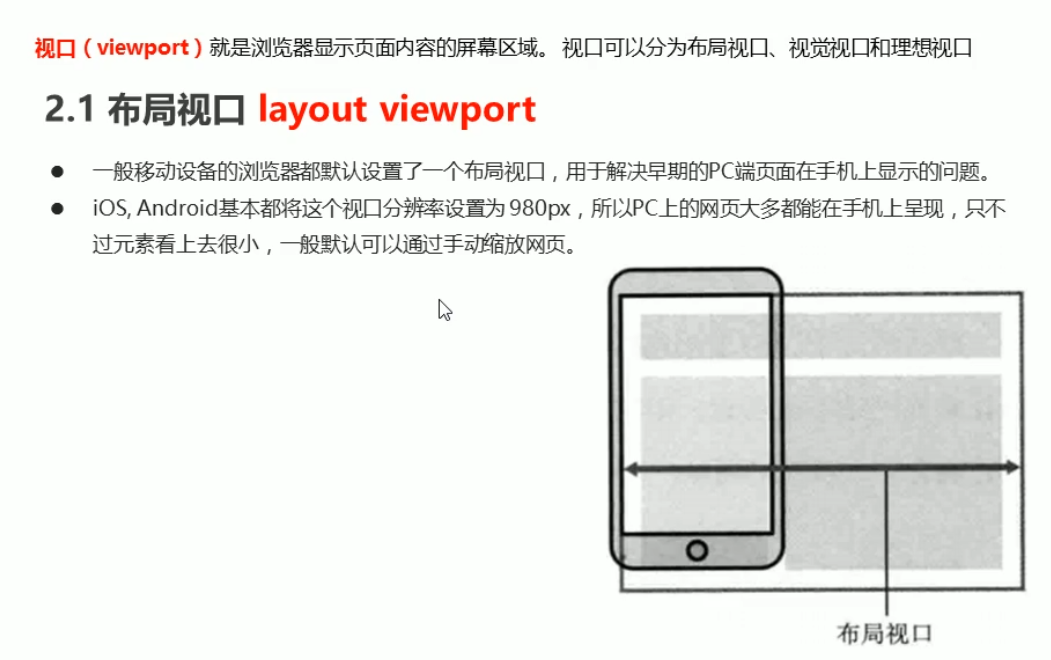 视口（viewport）就是浏览器显示页面内容的屏幕区域。 视口可以分为布局视口、视觉视口和理想视口
2.1 布局视口 layout viewport
● 一般移动设备的浏览器都默认设置了一个布局视口，用于解决早期的PC端页面在手机上显示的问题。
● iOS, Android基本都将这个视口分辨率设置为 980px，所以PC上的网页大多都能在手机上呈现，只不
过元素看上去很小，一般默认可以通过手动缩放网页。
布局视口